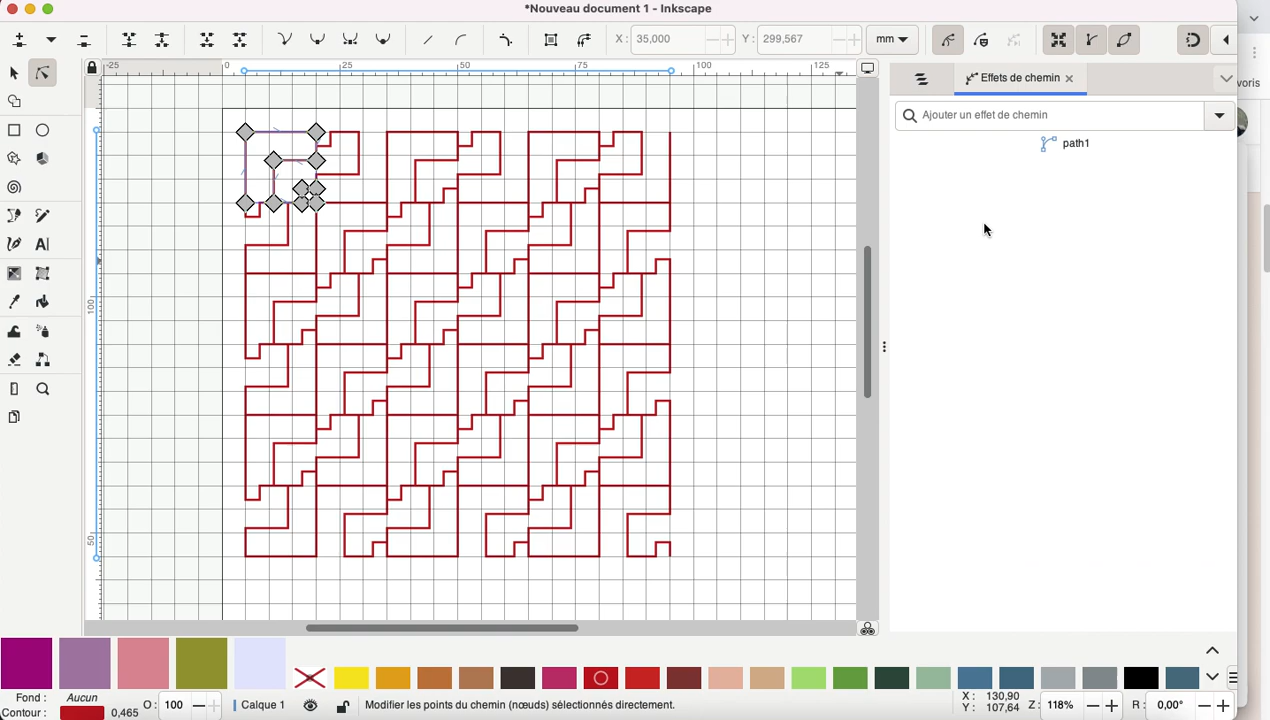 *Nouveau document 1 - Inkscape
X : 35,000 Y : 299,567 mm
-25 0 25 50 75 100 125
Effets de chemin
voris
Ajouter un effet de chemin
path1
100
50
Fond : Aucun
Contour : 0,465
O : 100
Calque 1
Modifier les points du chemin (nœuds) sélectionnés directement.
X : 130,90
Y : 107,64
Z : 118%
R : 0,00°